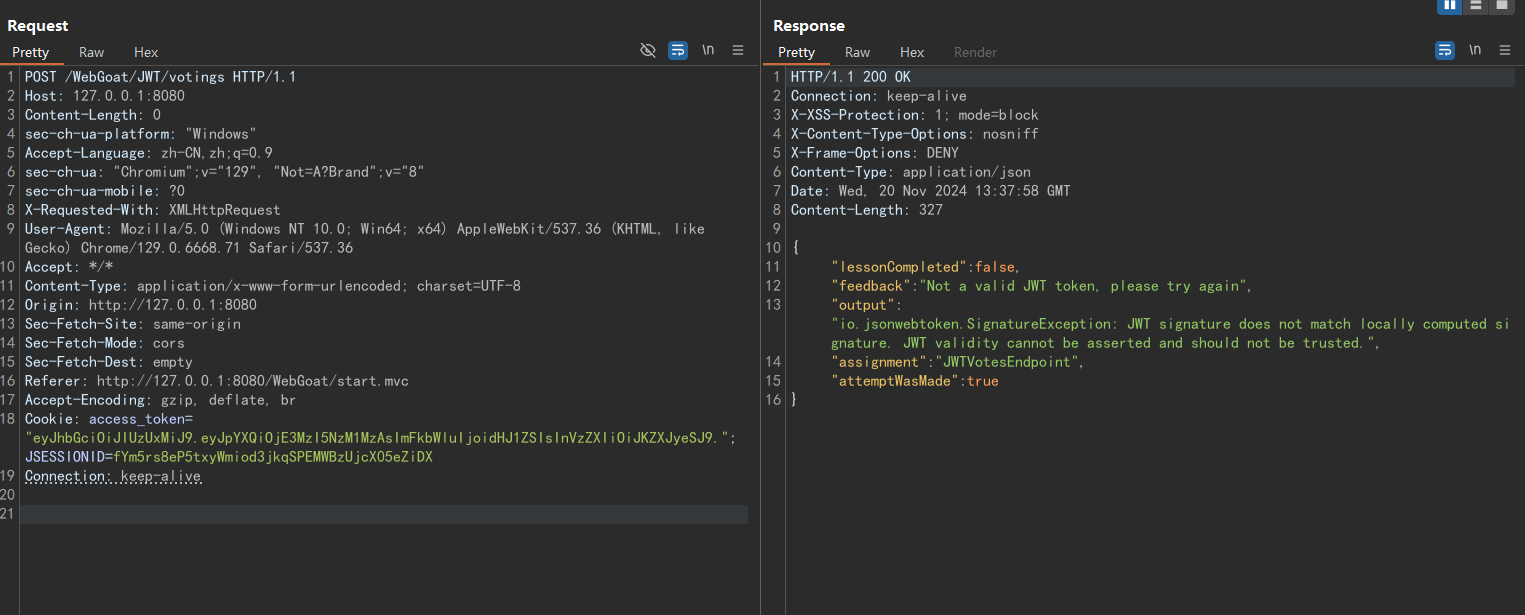 Request
Pretty Raw Hex
\n
1 POST /WebGoat/JWT/votings HTTP/1.1
2 Host: 127.0.0.1:8080
3 Content-Length: 0
4 sec-ch-ua-platform: "Windows"
5 Accept-Language: zh-CN,zh;q=0.9
6 sec-ch-ua: "Chromium";v="129", "Not=A?Brand";v="8"
7 sec-ch-ua-mobile: ?0
8 X-Requested-With: XMLHttpRequest
9 User-Agent: Mozilla/5.0 (Windows NT 10.0; Win64; x64) AppleWebKit/537.36 (KHTML, like
Gecko) Chrome/129.0.6668.71 Safari/537.36
10 Accept: */*
11 Content-Type: application/x-www-form-urlencoded; charset=UTF-8
12 Origin: http://127.0.0.1:8080
13 Sec-Fetch-Site: same-origin
14 Sec-Fetch-Mode: cors
15 Sec-Fetch-Dest: empty
16 Referer: http://127.0.0.1:8080/WebGoat/start.mvc
17 Accept-Encoding: gzip, deflate, br
18 Cookie: access_token=
"eyJhbGciOiJIUzUxMiJ9.eyJpYXQiOjE3MzI5NzM1MzAsImFkbWluIjoidHJ1ZSIsInVzZXIiOiJKZXJyeSJ9.";
JSESSIONID=fYm5rs8eP5txyWmiod3jkqSPEMWBzUjcX05eZiDX
19 Connection: keep-alive
20
21
Response
Pretty Raw Hex Render
\n
1 HTTP/1.1 200 OK
2 Connection: keep-alive
3 X-XSS-Protection: 1; mode=block
4 X-Content-Type-Options: nosniff
5 X-Frame-Options: DENY
6 Content-Type: application/json
7 Date: Wed, 20 Nov 2024 13:37:58 GMT
8 Content-Length: 327
9
10 {
11 "lessonCompleted":false,
12 "feedback":"Not a valid JWT token, please try again",
13 "output":
"io.jsonwebtoken.SignatureException: JWT signature does not match locally computed si
gnature. JWT validity cannot be asserted and should not be trusted.",
14 "assignment":"JWTVotesEndpoint",
15 "attemptWasMade":true
16 }